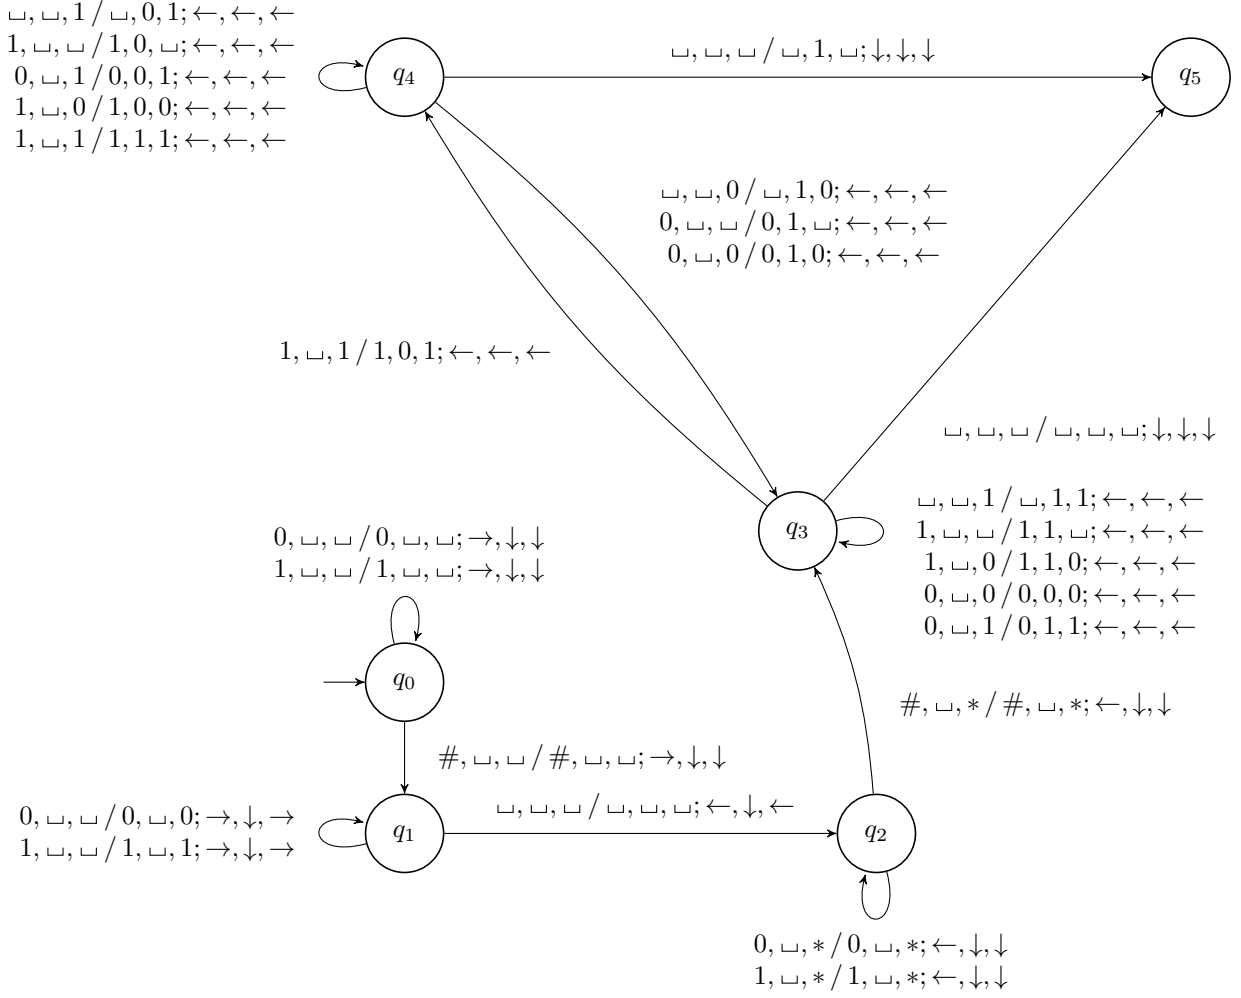 ␣, ␣, 1 / ␣, 0, 1; ←, ←, ←
1, ␣, ␣ / 1, 0, ␣; ←, ←, ←
0, ␣, 1 / 0, 0, 1; ←, ←, ←
1, ␣, 0 / 1, 0, 0; ←, ←, ←
1, ␣, 1 / 1, 1, 1; ←, ←, ←
q4
␣, ␣, ␣ / ␣, 1, ␣; ↓, ↓, ↓
q5
␣, ␣, 0 / ␣, 1, 0; ←, ←, ←
0, ␣, ␣ / 0, 1, ␣; ←, ←, ←
0, ␣, 0 / 0, 1, 0; ←, ←, ←
1, ␣, 1 / 1, 0, 1; ←, ←, ←
␣, ␣, ␣ / ␣, ␣, ␣; ↓, ↓, ↓
q3
␣, ␣, 1 / ␣, 1, 1; ←, ←, ←
1, ␣, ␣ / 1, 1, ␣; ←, ←, ←
1, ␣, 0 / 1, 1, 0; ←, ←, ←
0, ␣, 0 / 0, 0, 0; ←, ←, ←
0, ␣, 1 / 0, 1, 1; ←, ←, ←
0, ␣, ␣ / 0, ␣, ␣; →, ↓, ↓
1, ␣, ␣ / 1, ␣, ␣; →, ↓, ↓
q0
#, ␣, * / #, ␣, *; ←, ↓, ↓
#, ␣, ␣ / #, ␣, ␣; →, ↓, ↓
0, ␣, ␣ / 0, ␣, 0; →, ↓, →
1, ␣, ␣ / 1, ␣, 1; →, ↓, →
q1
␣, ␣, ␣ / ␣, ␣, ␣; ←, ↓, ←
q2
0, ␣, * / 0, ␣, *; ←, ↓, ↓
1, ␣, * / 1, ␣, *; ←, ↓, ↓